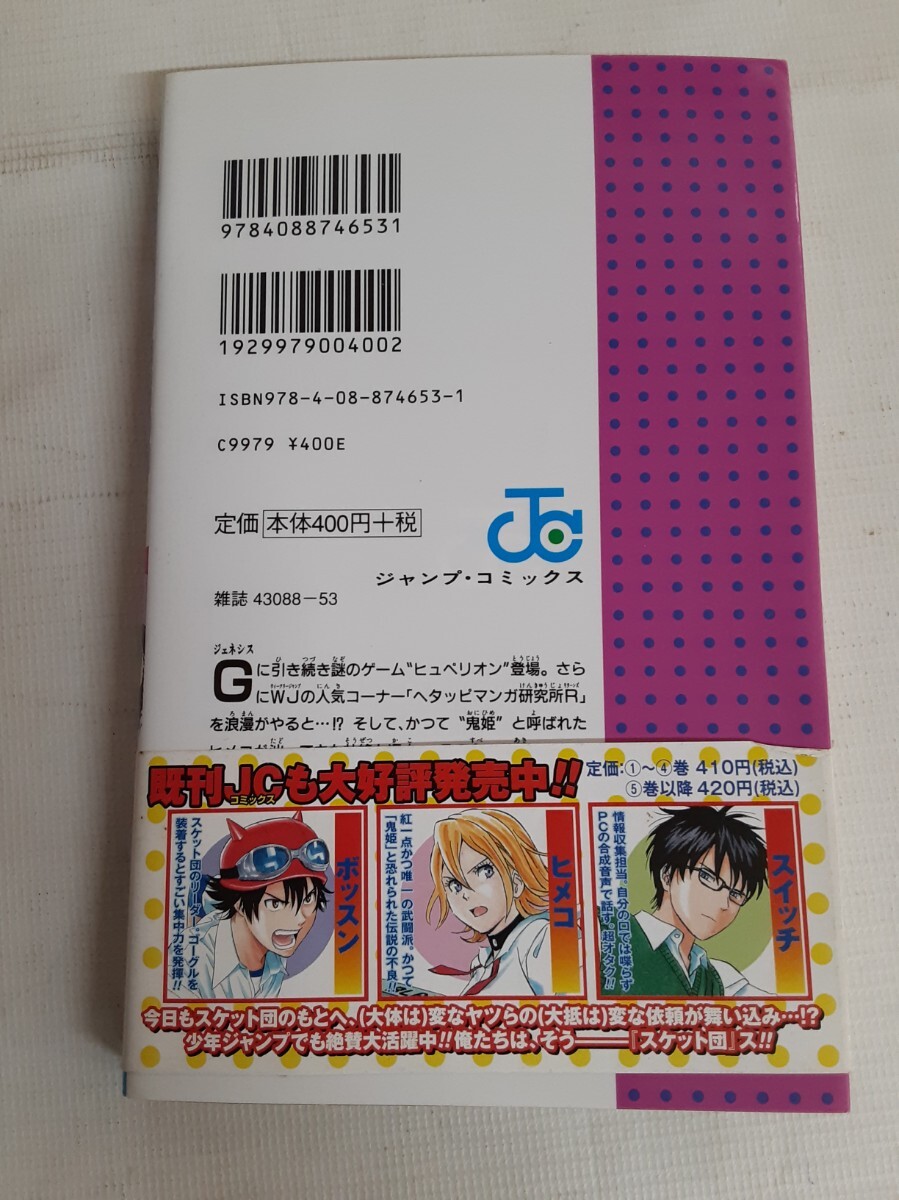 9784088746531
1929979004002
ISBN978-4-08-874653-1
C9979 ¥400E
定価 本体400円+税
ジャンプ・コミックス
雑誌 43088-53
ジェネシス
Gに引き続き謎のゲーム"ヒュペリオン"登場。さら
にWJの人気コーナー「ヘタッピマンガ研究所R」
を浪漫がやると…!? そして、かつて"鬼姫"と呼ばれた
既刊JCも大好評発売中!!
コミックス
定価:①〜④巻 410円(税込)
⑤巻以降 420円(税込)
ボッスン
スケット団のリーダー。ゴーグルを
装着するとすごい集中力を発揮!!
ヒメコ
紅一点かつ唯一の武闘派。かつて
「鬼姫」と恐れられた伝説の不良!!
スイッチ
情報収集担当。自分の口では喋らず
PCの合成音声で話す。超オタク!!
今日もスケット団のもとへ、(大体は)変なヤツらの(大抵は)変な依頼が舞い込み…!?
少年ジャンプでも絶賛大活躍中!!俺たちは、そう――『スケット団』ス!!